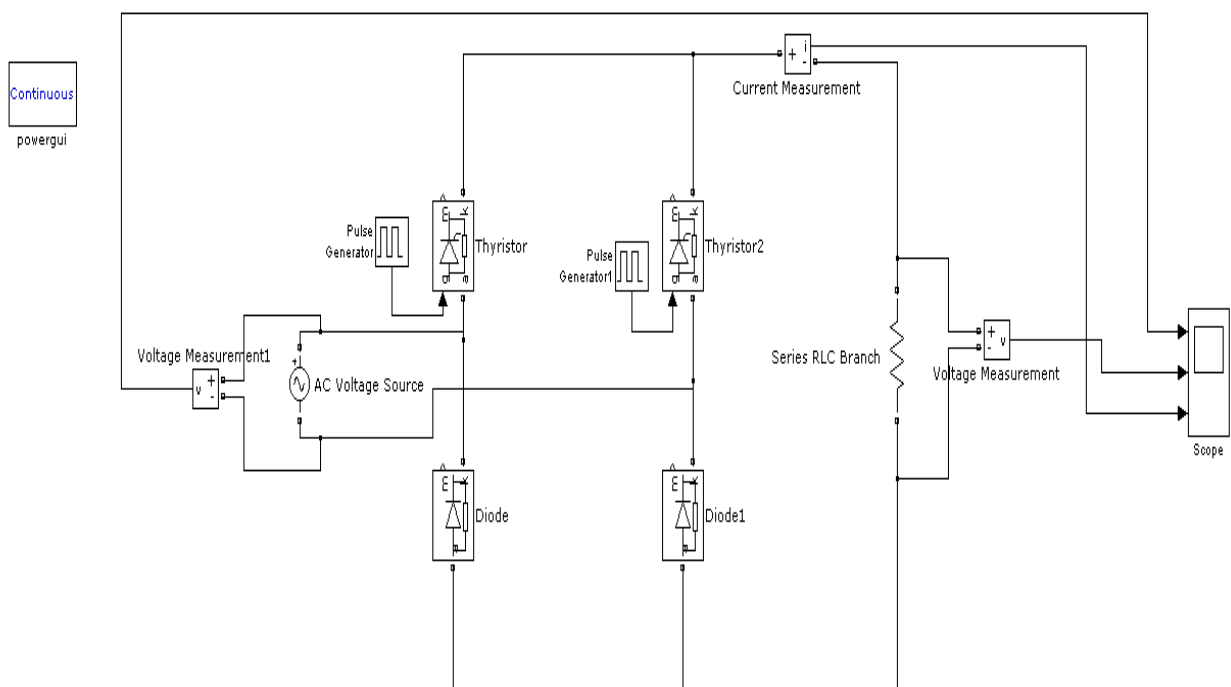 Continuous
powergui
+
i
-
Current Measurement
Pulse
Generator
m
k
g
a
Thyristor
Pulse
Generator1
m
k
g
a
Thyristor2
Voltage Measurement1
v
+
-
+
AC Voltage Source
Series RLC Branch
+
-
v
Voltage Measurement
Scope
m
k
a
Diode
m
k
a
Diode1